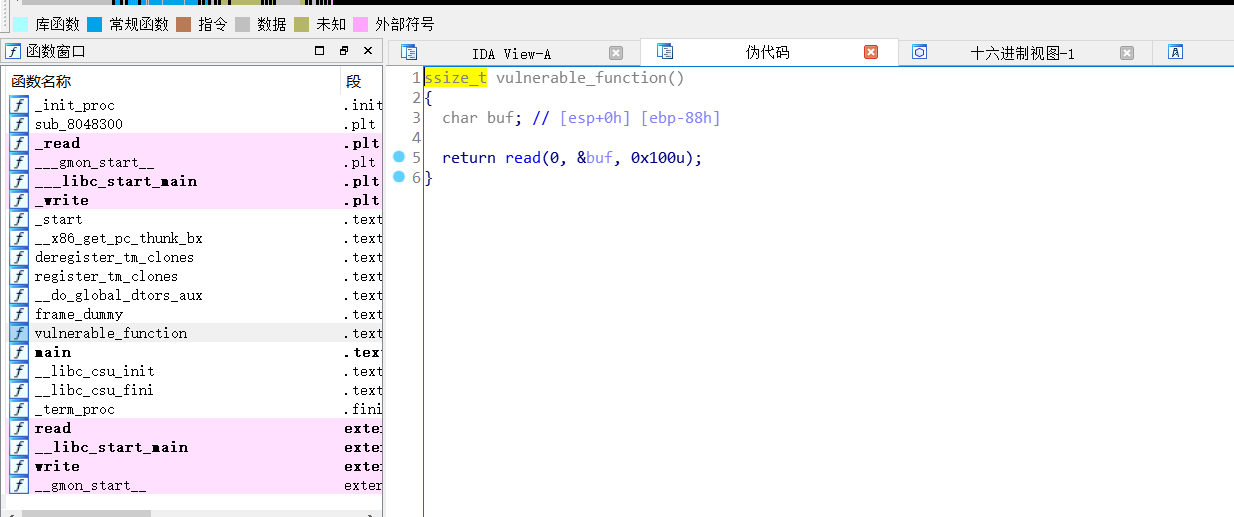 库函数 常规函数 指令 数据 未知 外部符号
函数窗口
函数名称 段
_init_proc .init
sub_8048300 .plt
_read .plt
___gmon_start__ .plt
___libc_start_main .plt
_write .plt
_start .text
__x86_get_pc_thunk_bx .text
deregister_tm_clones .text
register_tm_clones .text
__do_global_dtors_aux .text
frame_dummy .text
vulnerable_function .text
main .tex
__libc_csu_init .text
__libc_csu_fini .text
_term_proc .fini
read exte
__libc_start_main exte
write exte
__gmon_start__ exter
IDA View-A 伪代码 十六进制视图-1
1 ssize_t vulnerable_function()
2 {
3 char buf; // [esp+0h] [ebp-88h]
4
5 return read(0, &buf, 0x100u);
6 }